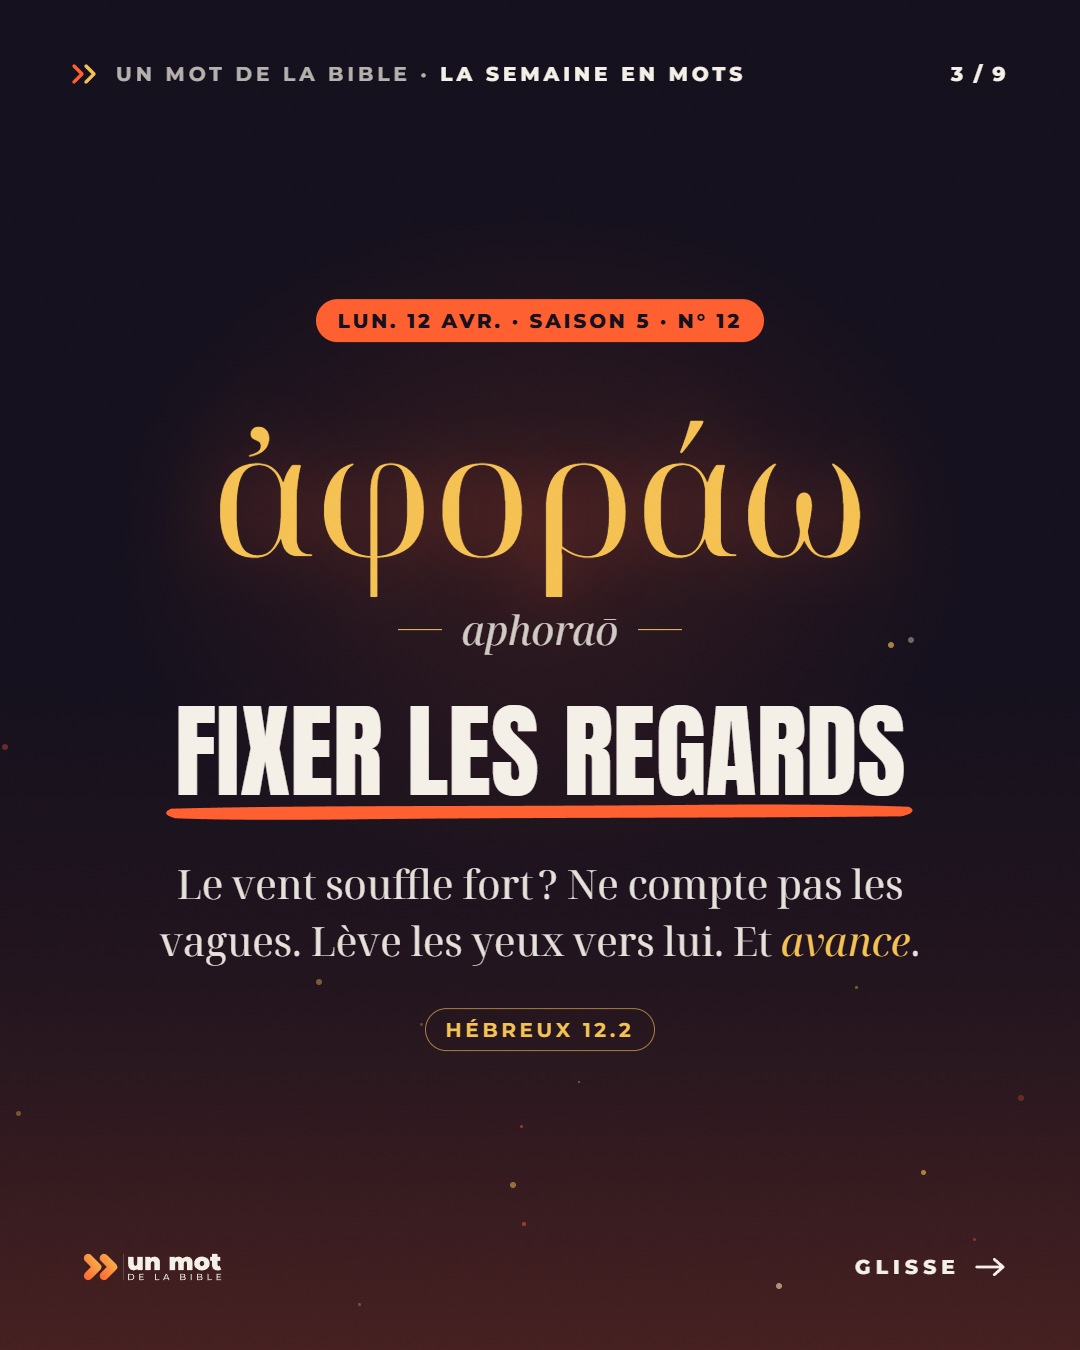 UN MOT DE LA BIBLE · LA SEMAINE EN MOTS 3 / 9
LUN. 12 AVR. · SAISON 5 · N° 12
ἀφοράω
aphoraō
FIXER LES REGARDS
Le vent souffle fort ? Ne compte pas les
vagues. Lève les yeux vers lui. Et avance.
HÉBREUX 12.2
un mot
DE LA BIBLE
GLISSE →